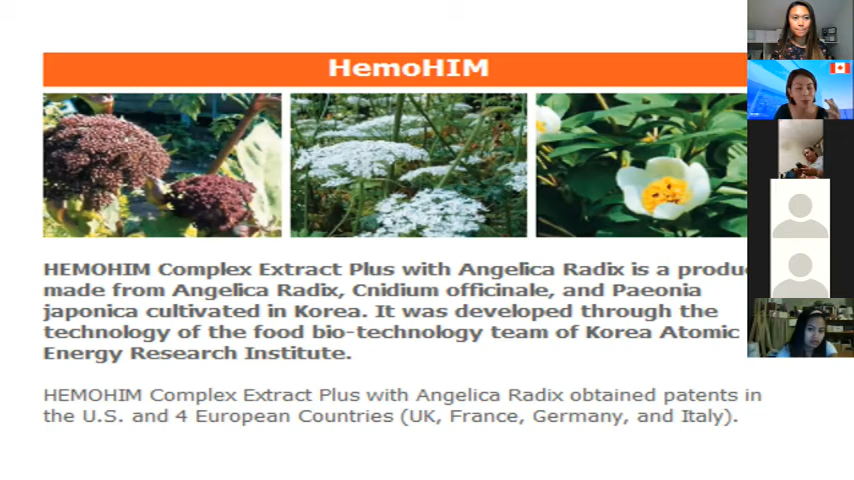 HemoHIM
HEMOHIM Complex Extract Plus with Angelica Radix is a
made from Angelica Radix, Cnidium officinale, and Paeonia
japonica cultivated in Korea. It was developed through the
technology of the food bio-technology team of Korea Atomic
Energy Research Institute.
HEMOHIM Complex Extract Plus with Angelica Radix obtained patents in
the U.S. and 4 European Countries (UK, France, Germany, and Italy).